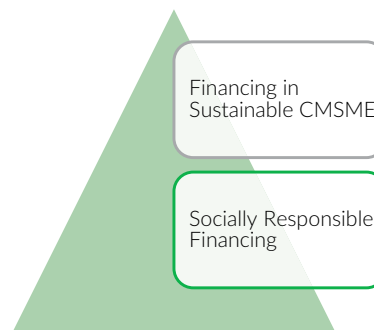 Financing in
Sustainable CMSME
Socially Responsible
Financing